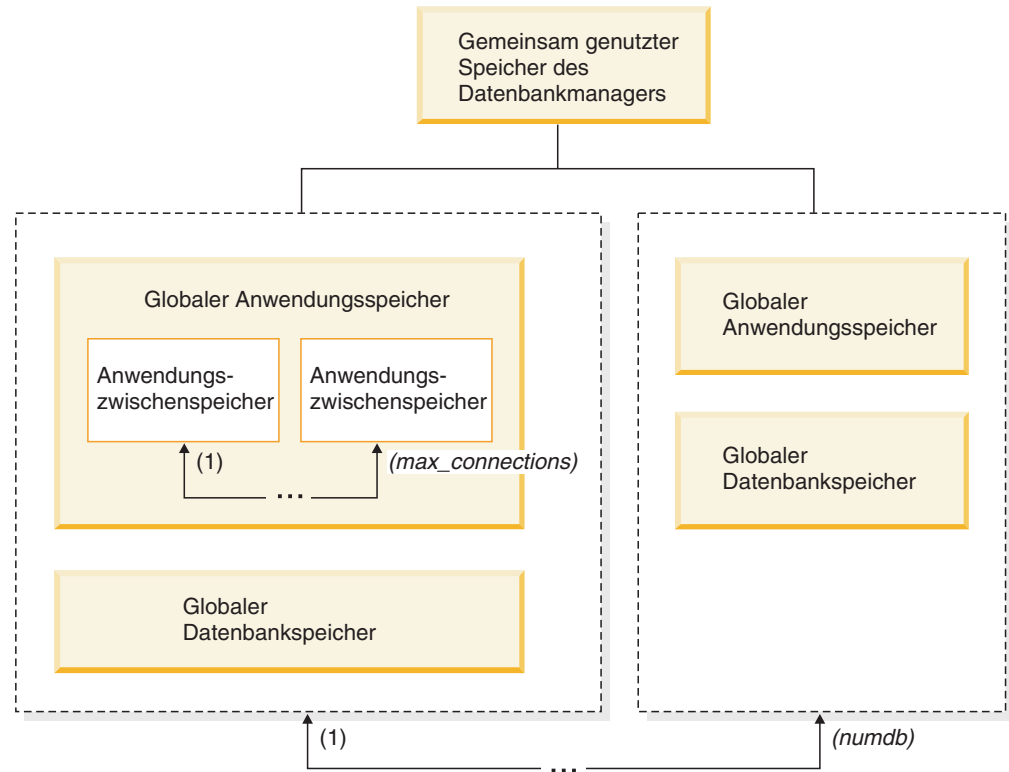 Gemeinsam genutzter
Speicher des
Datenbankmanagers
Globaler Anwendungsspeicher
Anwendungs-
zwischenspeicher
Anwendungs-
zwischenspeicher
(1)
(max_connections)
...
Globaler
Datenbankspeicher
Globaler
Anwendungsspeicher
Globaler
Datenbankspeicher
(1)
(numdb)
...